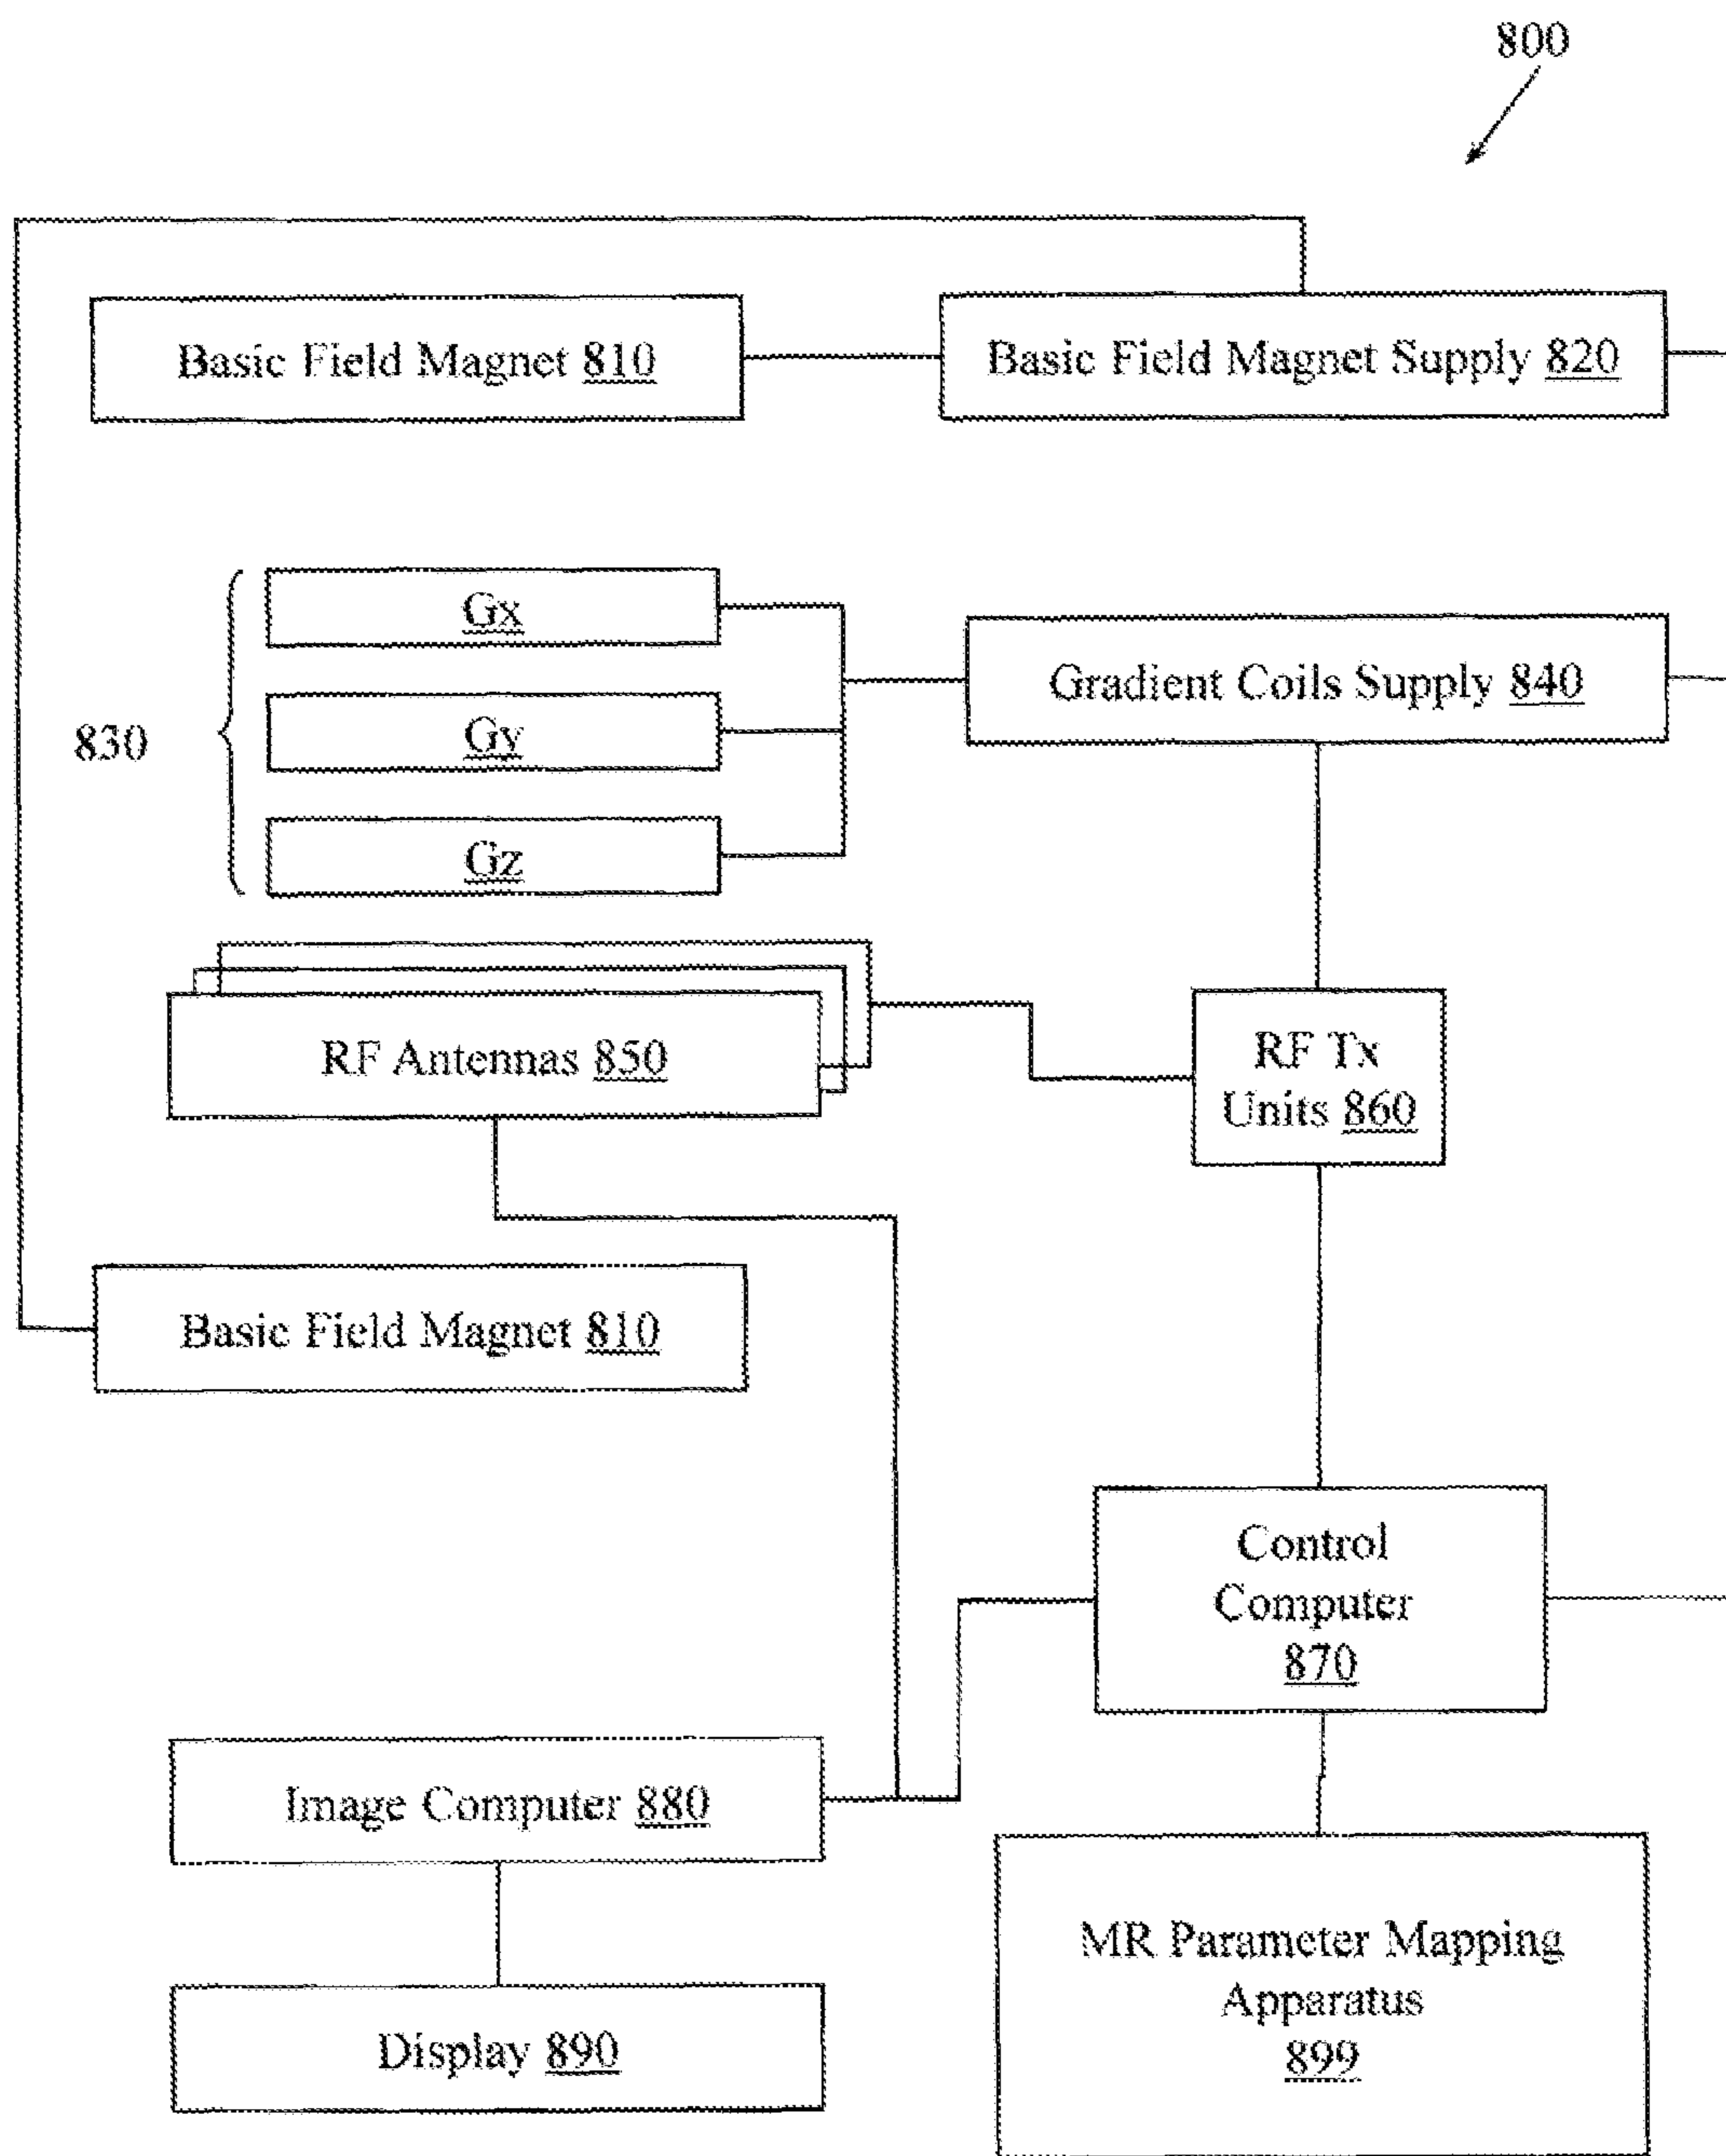 800
Basic Field Magnet 810
Basic Field Magnet Supply 820
Gx
Gradient Coils Supply 840
830
Gy
Gz
RF Antennas 850
RF Tx
Units 860
Basic Field Magnet 810
Control
Computer
870
Image Computer 880
MR Parameter Mapping
Apparatus
899
Display 890